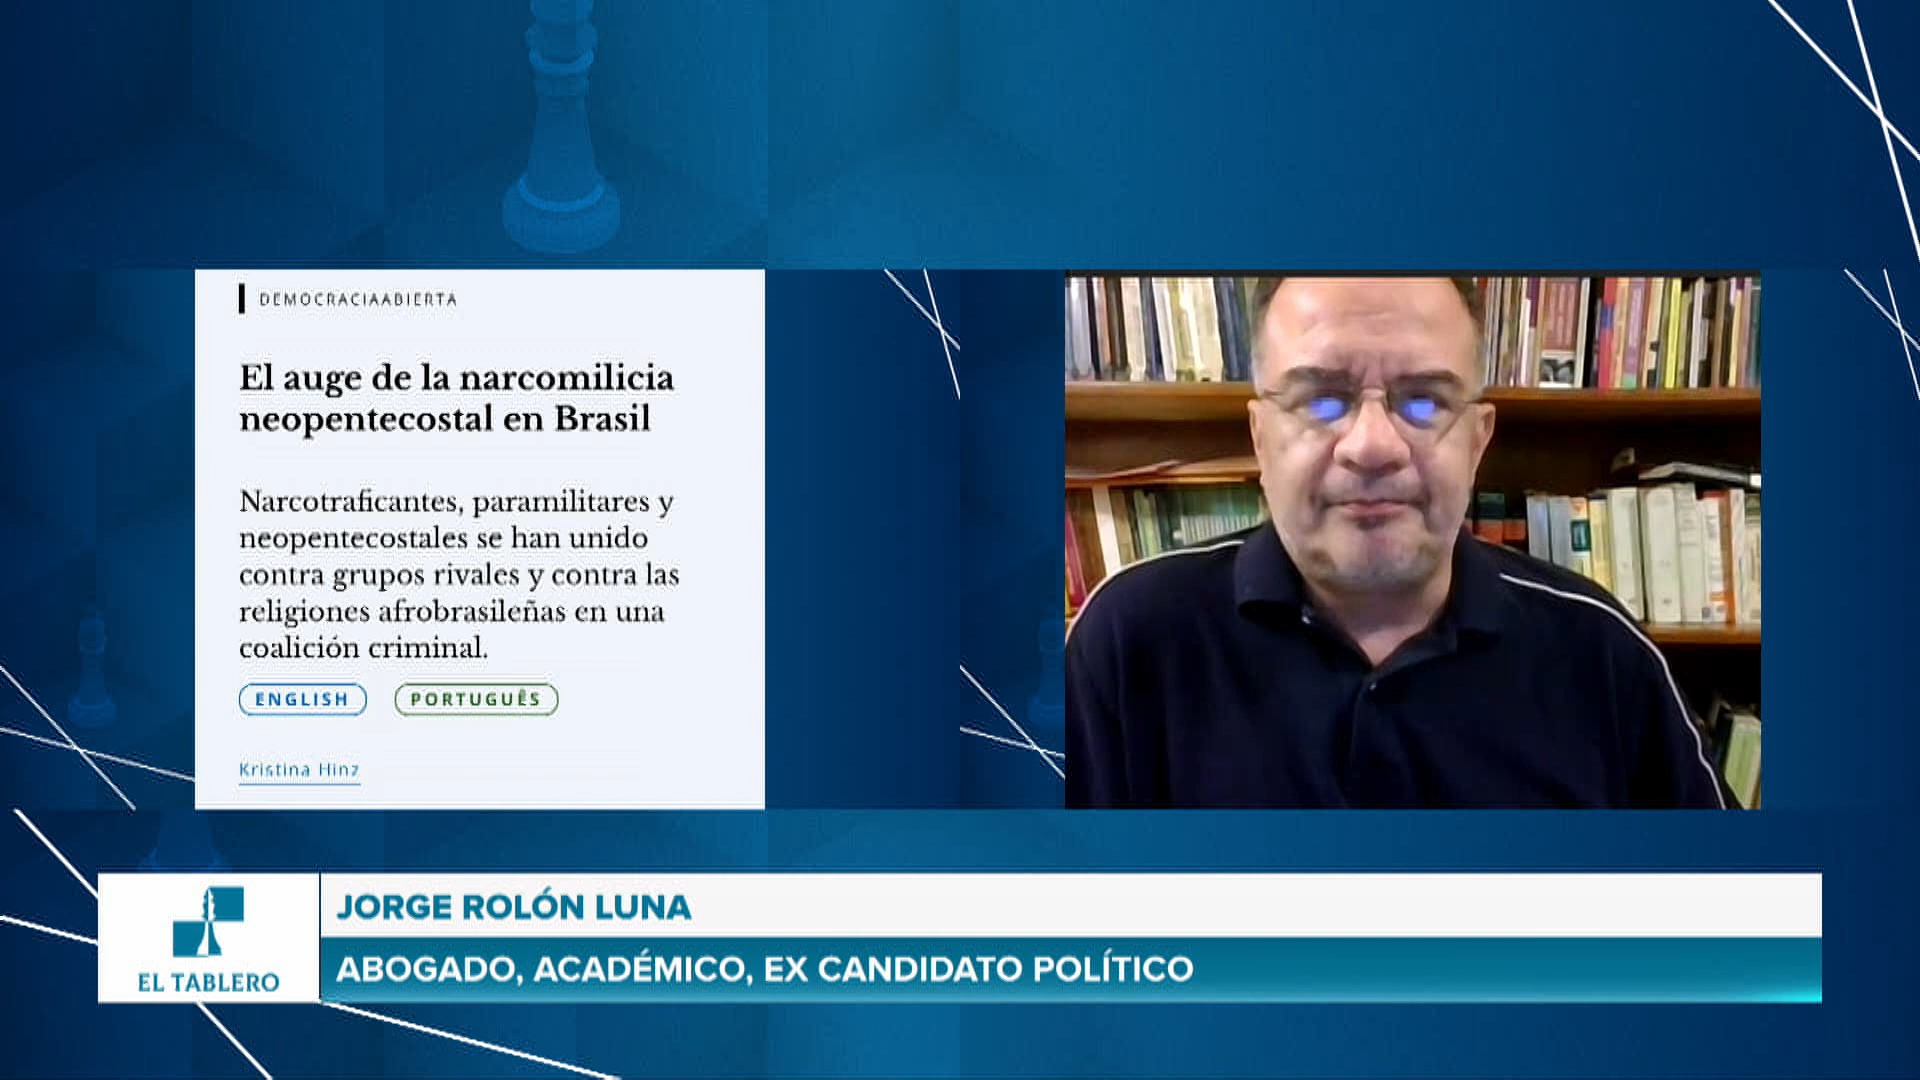 DEMOCRACIAABIERTA
El auge de la narcomilicia
neopentecostal en Brasil
Narcotraficantes, paramilitares y
neopentecostales se han unido
contra grupos rivales y contra las
religiones afrobrasileñas en una
coalición criminal.
ENGLISH PORTUGUÊS
Kristina Hinz
EL TABLERO
JORGE ROLÓN LUNA
ABOGADO, ACADÉMICO, EX CANDIDATO POLÍTICO